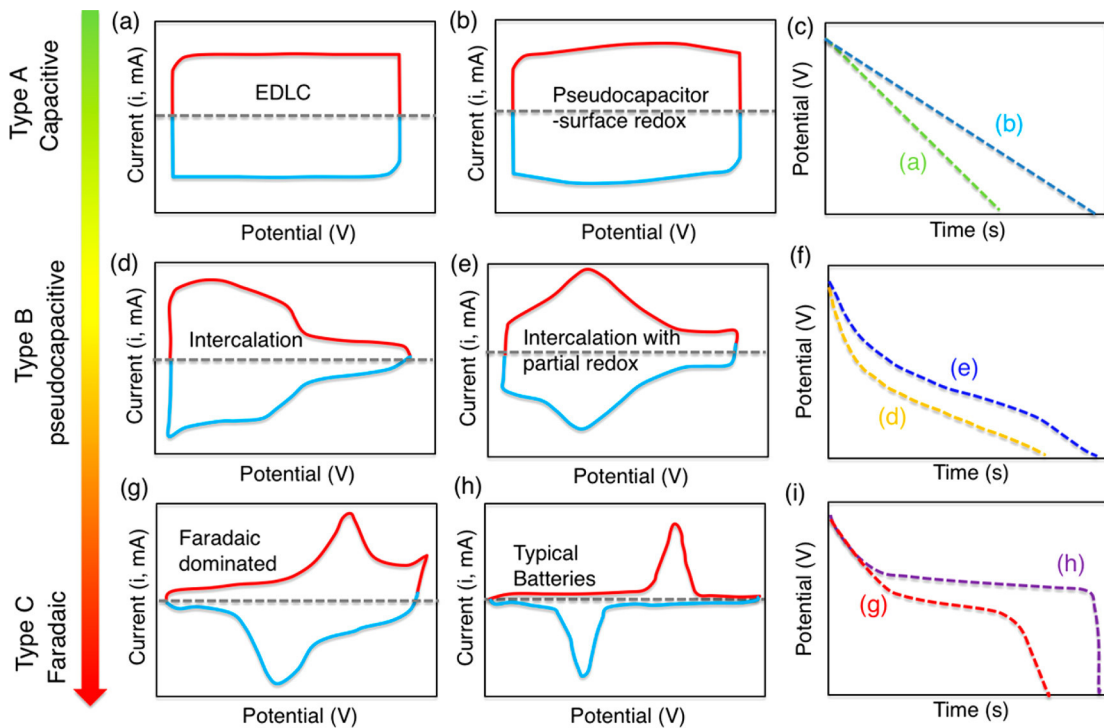 Type A
Capacitive
(a)
Current (i, mA)
EDLC
Potential (V)
(b)
Current (i, mA)
Pseudocapacitor
-surface redox
Potential (V)
(c)
Potential (V)
(b)
(a)
Time (s)
Type B
pseudocapacitive
(d)
Current (i, mA)
Intercalation
Potential (V)
(e)
Current (i, mA)
Intercalation with
partial redox
Potential (V)
(f)
Potential (V)
(e)
(d)
Time (s)
Type C
Faradaic
(g)
Current (i, mA)
Faradaic
dominated
Potential (V)
(h)
Current (i, mA)
Typical
Batteries
Potential (V)
(i)
Potential (V)
(h)
(g)
Time (s)